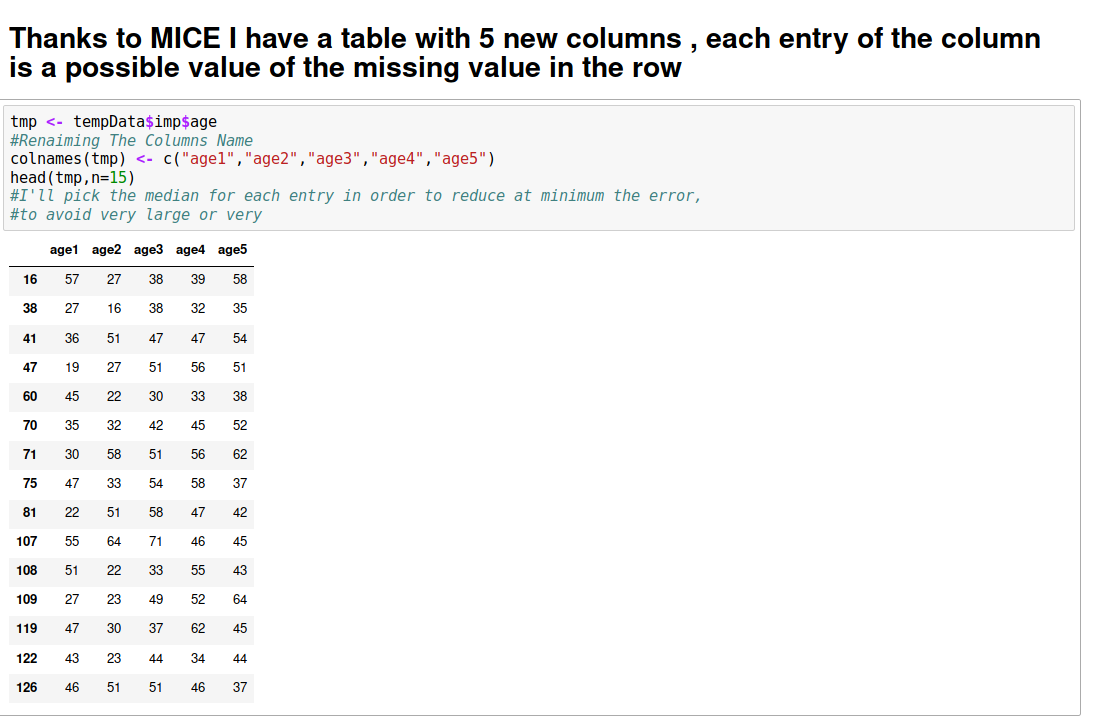 Thanks to MICE I have a table with 5 new columns , each entry of the column
is a possible value of the missing value in the row
tmp <- tempData$imp$age
#Renaiming The Columns Name
colnames(tmp) <- c("age1","age2","age3","age4","age5")
head(tmp,n=15)
#I'll pick the median for each entry in order to reduce at minimum the error,
#to avoid very large or very
age1 age2 age3 age4 age5
16 57 27 38 39 58
38 27 16 38 32 35
41 36 51 47 47 54
47 19 27 51 56 51
60 45 22 30 33 38
70 35 32 42 45 52
71 30 58 51 56 62
75 47 33 54 58 37
81 22 51 58 47 42
107 55 64 71 46 45
108 51 22 33 55 43
109 27 23 49 52 64
119 47 30 37 62 45
122 43 23 44 34 44
126 46 51 51 46 37